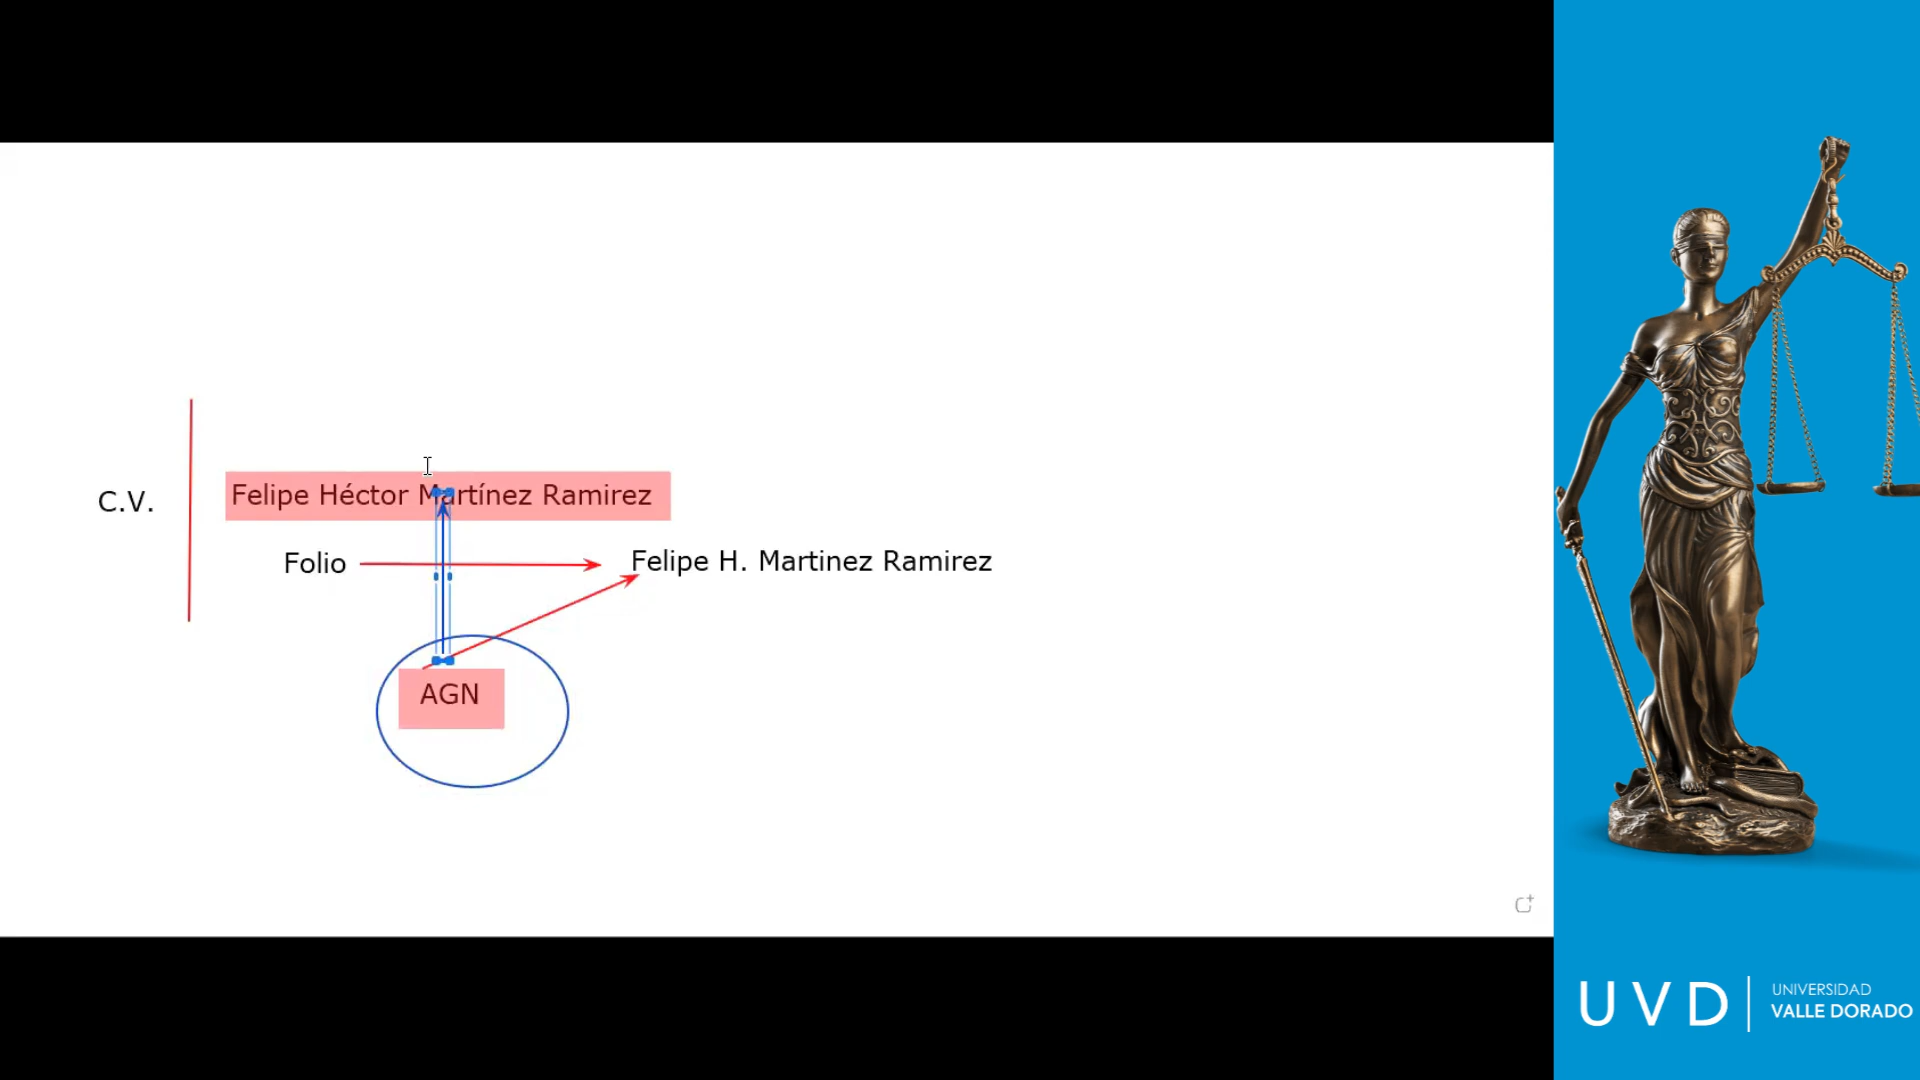 C.V.
Felipe Héctor Martínez Ramirez
Folio
Felipe H. Martinez Ramirez
AGN
UVD
UNIVERSIDAD
VALLE DORADO